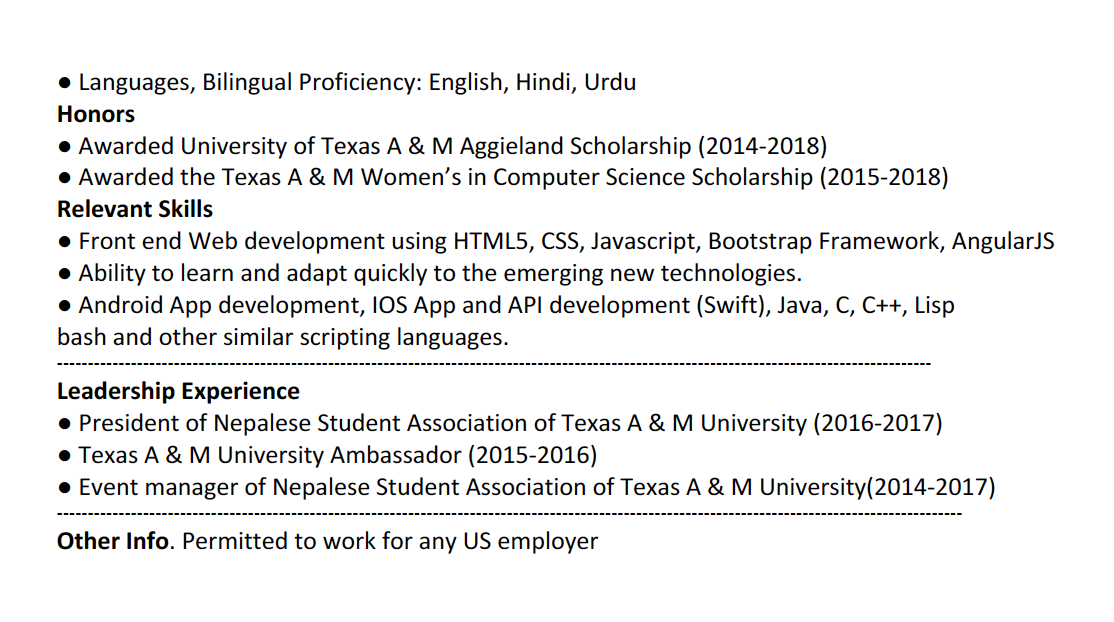 ● Languages, Bilingual Proficiency: English, Hindi, Urdu
Honors
● Awarded University of Texas A & M Aggieland Scholarship (2014-2018)
● Awarded the Texas A & M Women’s in Computer Science Scholarship (2015-2018)
Relevant Skills
● Front end Web development using HTML5, CSS, Javascript, Bootstrap Framework, AngularJS
● Ability to learn and adapt quickly to the emerging new technologies.
● Android App development, IOS App and API development (Swift), Java, C, C++, Lisp
bash and other similar scripting languages.
------------------------------------------------------------------------------------------------------------------------------------------------
Leadership Experience
● President of Nepalese Student Association of Texas A & M University (2016-2017)
● Texas A & M University Ambassador (2015-2016)
● Event manager of Nepalese Student Association of Texas A & M University(2014-2017)
-----------------------------------------------------------------------------------------------------------------------------------------------------
Other Info. Permitted to work for any US employer